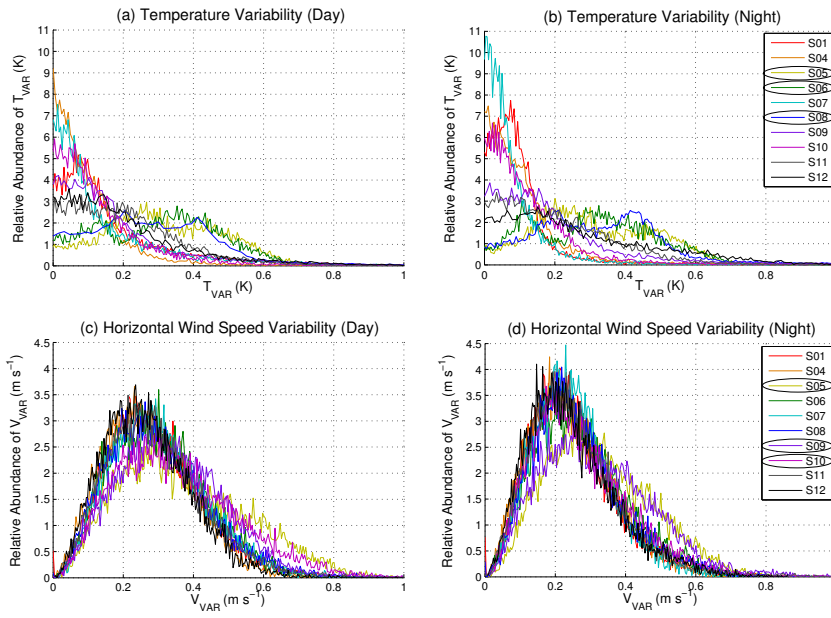 (a) Temperature Variability (Day)
Relative Abundance of T_VAR (K)
11
10
9
8
7
6
5
4
3
2
1
0
0
0.2
0.4
0.6
0.8
1
T_VAR (K)
(b) Temperature Variability (Night)
Relative Abundance of T_VAR (K)
11
10
9
8
7
6
5
4
3
2
1
0
0
0.2
0.4
0.6
0.8
T_VAR (K)
S01
S04
S05
S06
S07
S08
S09
S10
S11
S12
(c) Horizontal Wind Speed Variability (Day)
Relative Abundance of V_VAR (m s⁻¹)
4.5
4
3.5
3
2.5
2
1.5
1
0.5
0
0
0.2
0.4
0.6
0.8
1
V_VAR (m s⁻¹)
(d) Horizontal Wind Speed Variability (Night)
Relative Abundance of V_VAR (m s⁻¹)
4.5
4
3.5
3
2.5
2
1.5
1
0.5
0
0
0.2
0.4
0.6
0.8
V_VAR (m s⁻¹)
S01
S04
S05
S06
S07
S08
S09
S10
S11
S12